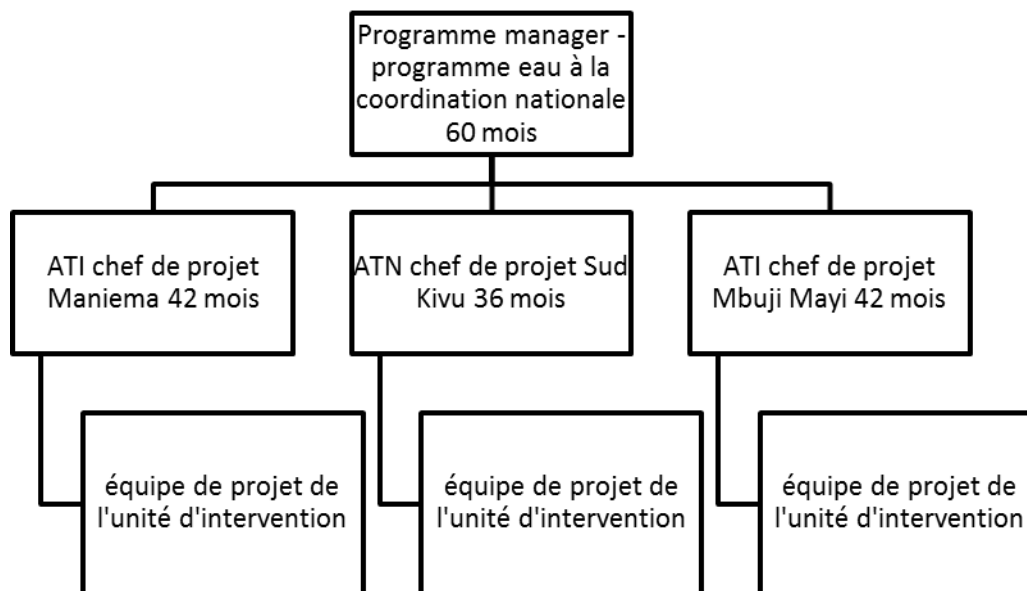 Programme manager -
programme eau à la
coordination nationale
60 mois
ATI chef de projet
Maniema 42 mois
ATN chef de projet Sud
Kivu 36 mois
ATI chef de projet
Mbuji Mayi 42 mois
équipe de projet de
l'unité d'intervention
équipe de projet de
l'unité d'intervention
équipe de projet de
l'unité d'intervention